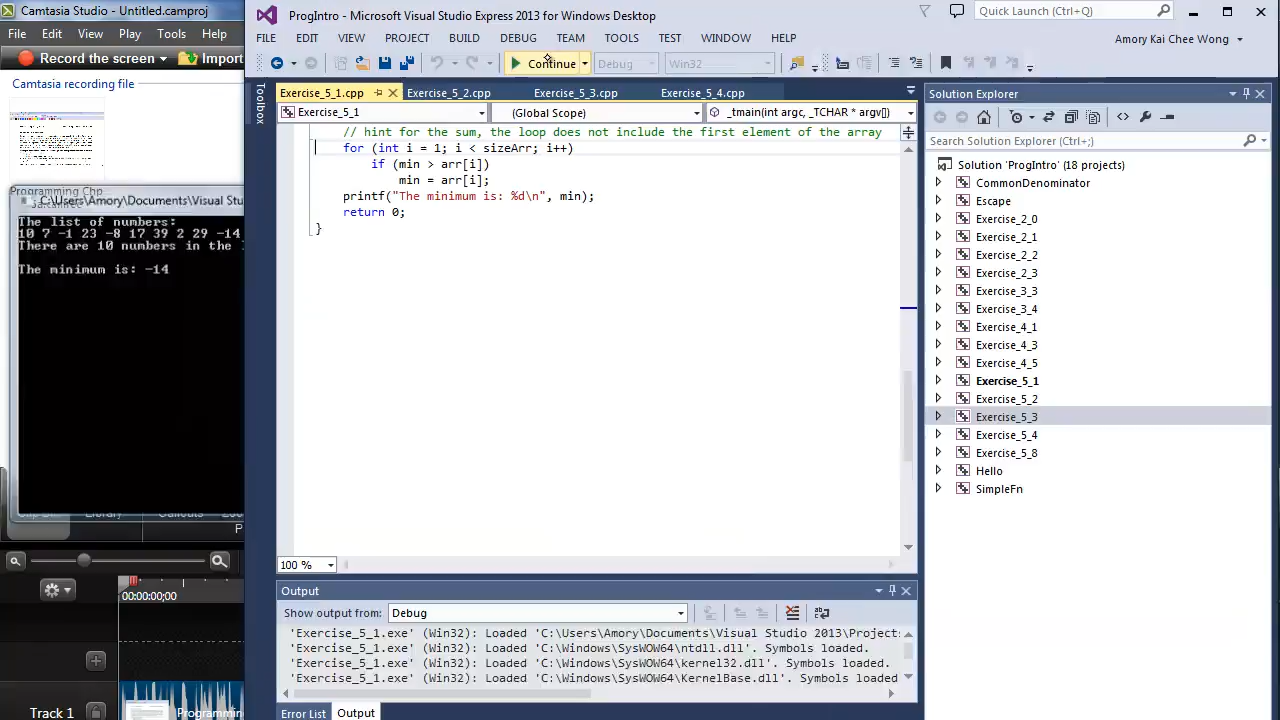 Camtasia Studio - Untitled.camproj
File Edit View Play Tools Help
Record the screen Import
Camtasia recording file
Programming Chp
C:\Users\Amory\Documents\Visual Stu
The list of numbers:
10 7 -1 23 -8 17 39 2 29 -14
There are 10 numbers in the
The minimum is: -14
Library
00:00:00;00
Track 1
Programming
ProgIntro - Microsoft Visual Studio Express 2013 for Windows Desktop
Quick Launch (Ctrl+Q)
FILE EDIT VIEW PROJECT BUILD DEBUG TEAM TOOLS TEST WINDOW HELP
Amory Kai Chee Wong
Continue Debug Win32
Toolbox
Exercise_5_1.cpp Exercise_5_2.cpp Exercise_5_3.cpp Exercise_5_4.cpp
Exercise_5_1 (Global Scope) _tmain(int argc, _TCHAR * argv[])
// hint for the sum, the loop does not include the first element of the array
for (int i = 1; i < sizeArr; i++)
if (min > arr[i])
min = arr[i];
printf("The minimum is: %d\n", min);
return 0;
}
100 %
Output
Show output from: Debug
'Exercise_5_1.exe' (Win32): Loaded 'C:\Users\Amory\Documents\Visual Studio 2013\Projects
'Exercise_5_1.exe' (Win32): Loaded 'C:\Windows\SysWOW64\ntdll.dll'. Symbols loaded.
'Exercise_5_1.exe' (Win32): Loaded 'C:\Windows\SysWOW64\kernel32.dll'. Symbols loaded.
'Exercise_5_1.exe' (Win32): Loaded 'C:\Windows\SysWOW64\KernelBase.dll'. Symbols loaded.
Error List Output
Solution Explorer
Search Solution Explorer (Ctrl+;)
Solution 'ProgIntro' (18 projects)
CommonDenominator
Escape
Exercise_2_0
Exercise_2_1
Exercise_2_2
Exercise_2_3
Exercise_3_3
Exercise_3_4
Exercise_4_1
Exercise_4_3
Exercise_4_5
Exercise_5_1
Exercise_5_2
Exercise_5_3
Exercise_5_4
Exercise_5_8
Hello
SimpleFn